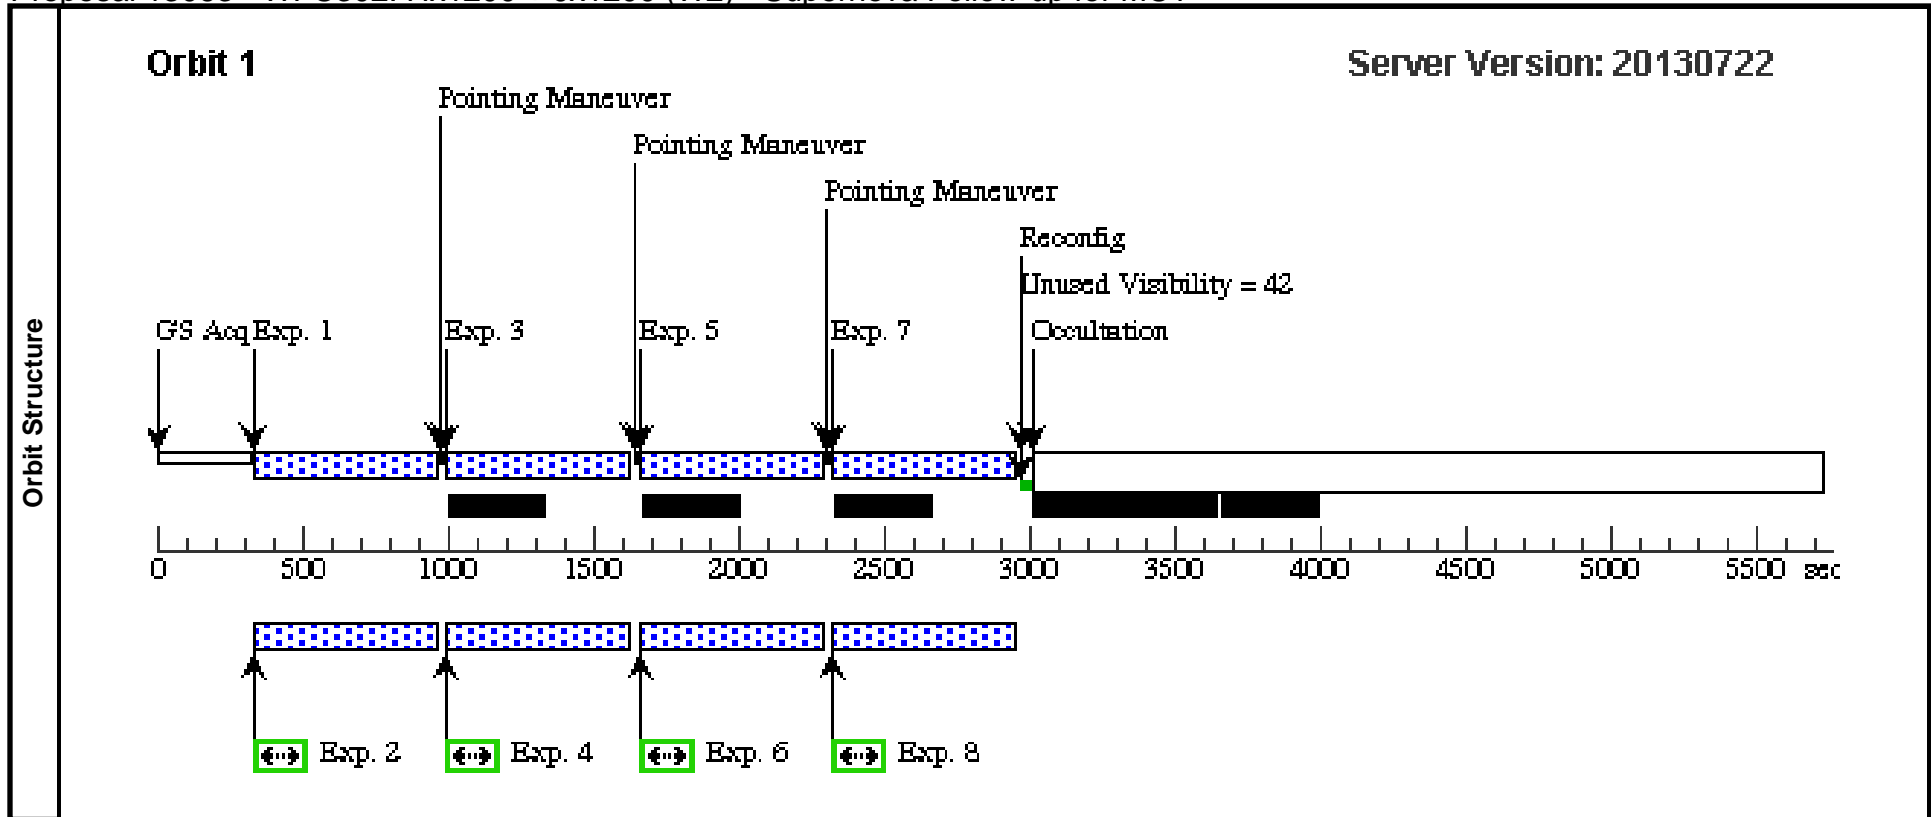 Orbit 1
Server Version: 20130722
Pointing Maneuver
Pointing Maneuver
Pointing Maneuver
Reconfig
Unused Visibility = 42
GS Acq Exp. 1 Exp. 3 Exp. 5 Exp. 7 Occultation
Orbit Structure
0 500 1000 1500 2000 2500 3000 3500 4000 4500 5000 5500 sec
Exp. 2 Exp. 4 Exp. 6 Exp. 8